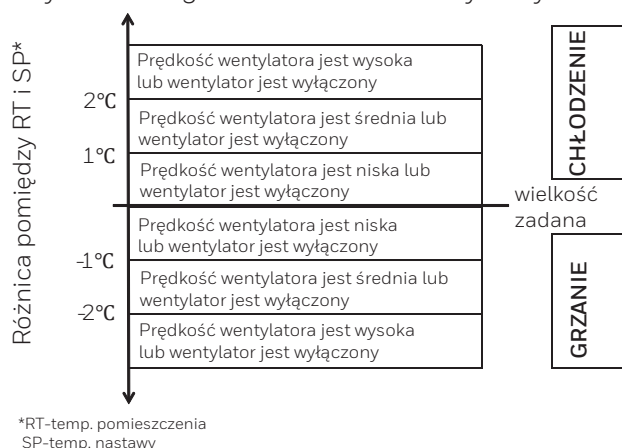 Różnica pomiędzy RT i SP*
Prędkość wentylatora jest wysoka
lub wentylator jest wyłączony
2°C
Prędkość wentylatora jest średnia lub
wentylator jest wyłączony
1°C
Prędkość wentylatora jest niska lub
wentylator jest wyłączony
CHŁODZENIE
wielkość
zadana
Prędkość wentylatora jest niska
lub wentylator jest wyłączony
-1°C
Prędkość wentylatora jest średnia lub
wentylator jest wyłączony
-2°C
Prędkość wentylatora jest wysoka
lub wentylator jest wyłączony
GRZANIE
*RT-temp. pomieszczenia
SP-temp. nastawy